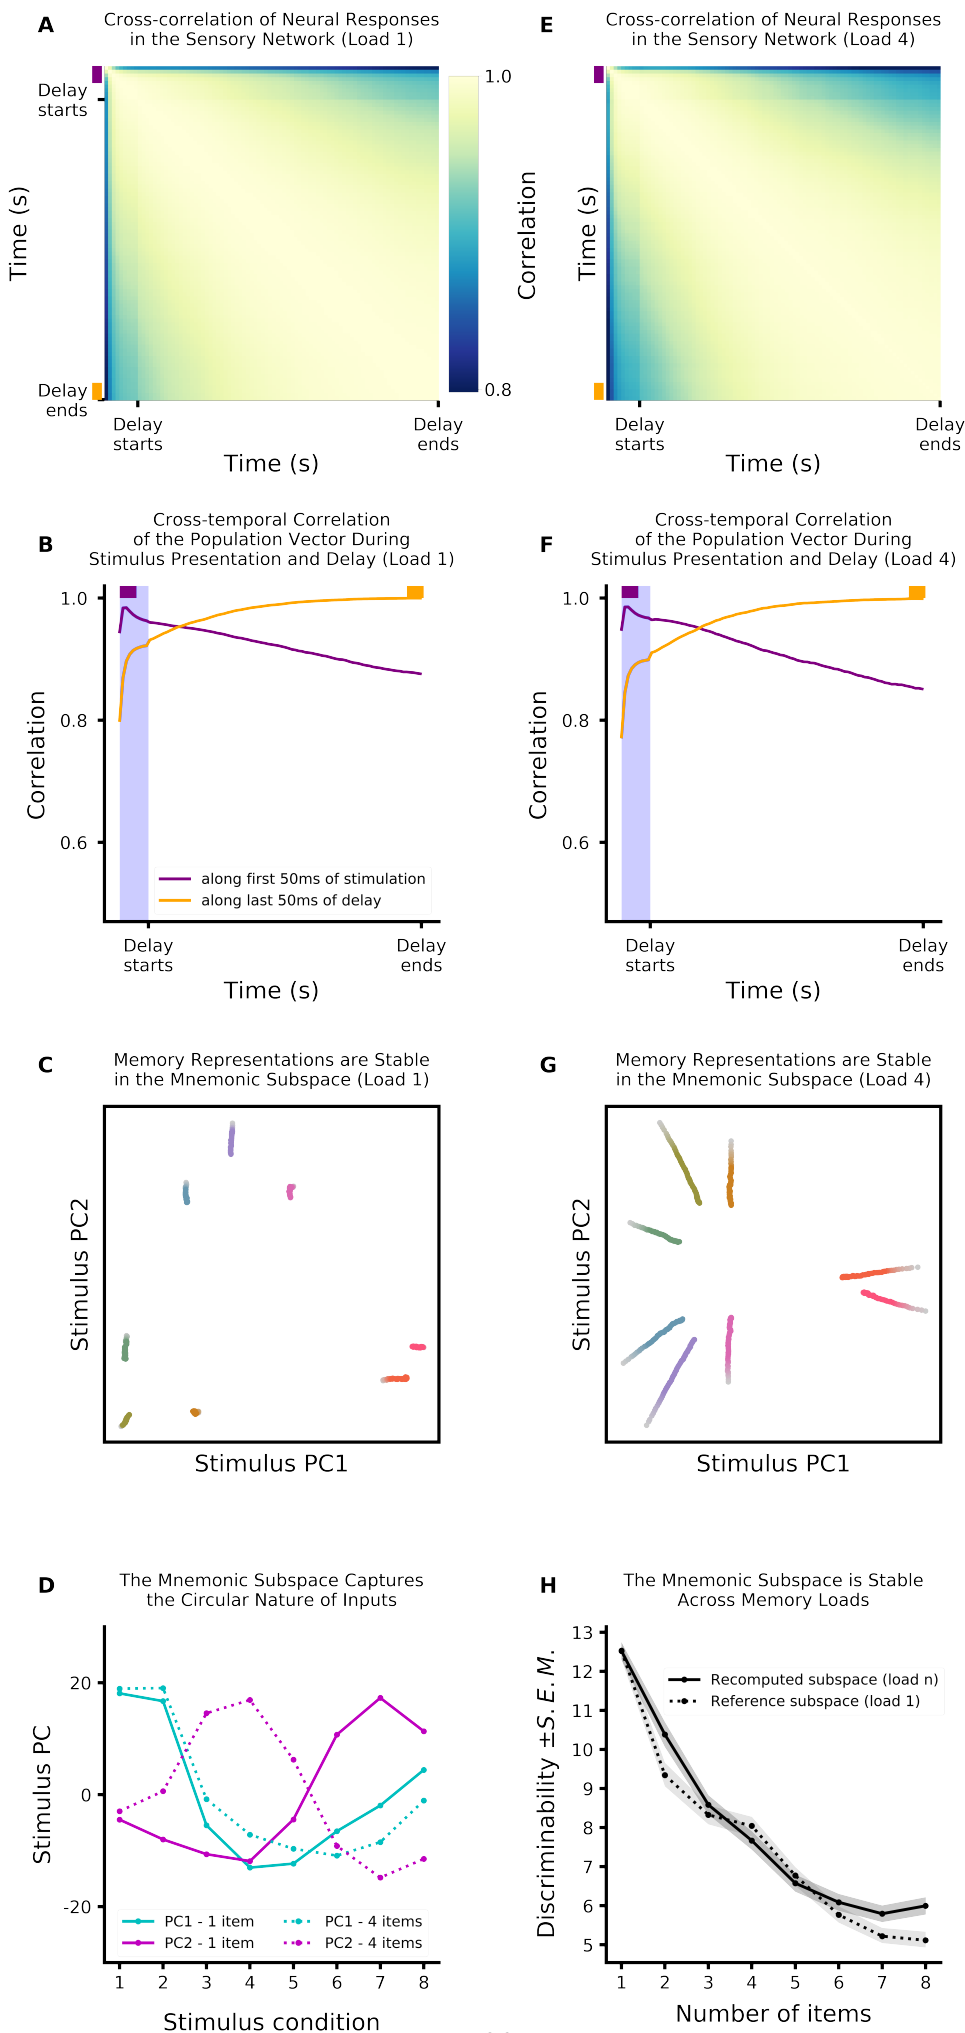 A
Cross-correlation of Neural Responses
in the Sensory Network (Load 1)
Delay
starts
Time (s)
Delay
ends
Delay
starts
Delay
ends
Time (s)
1.0
Correlation
0.8
E
Cross-correlation of Neural Responses
in the Sensory Network (Load 4)
Time (s)
Delay
starts
Delay
ends
Time (s)
B
Cross-temporal Correlation
of the Population Vector During
Stimulus Presentation and Delay (Load 1)
1.0
0.8
0.6
Correlation
along first 50ms of stimulation
along last 50ms of delay
Delay
starts
Delay
ends
Time (s)
F
Cross-temporal Correlation
of the Population Vector During
Stimulus Presentation and Delay (Load 4)
1.0
0.8
0.6
Correlation
Delay
starts
Delay
ends
Time (s)
C
Memory Representations are Stable
in the Mnemonic Subspace (Load 1)
Stimulus PC2
Stimulus PC1
G
Memory Representations are Stable
in the Mnemonic Subspace (Load 4)
Stimulus PC2
Stimulus PC1
D
The Mnemonic Subspace Captures
the Circular Nature of Inputs
20
0
-20
Stimulus PC
PC1 - 1 item
PC2 - 1 item
PC1 - 4 items
PC2 - 4 items
1 2 3 4 5 6 7 8
Stimulus condition
H
The Mnemonic Subspace is Stable
Across Memory Loads
13
12
11
10
9
8
7
6
5
Discriminability ±S.E.M.
Recomputed subspace (load n)
Reference subspace (load 1)
1 2 3 4 5 6 7 8
Number of items